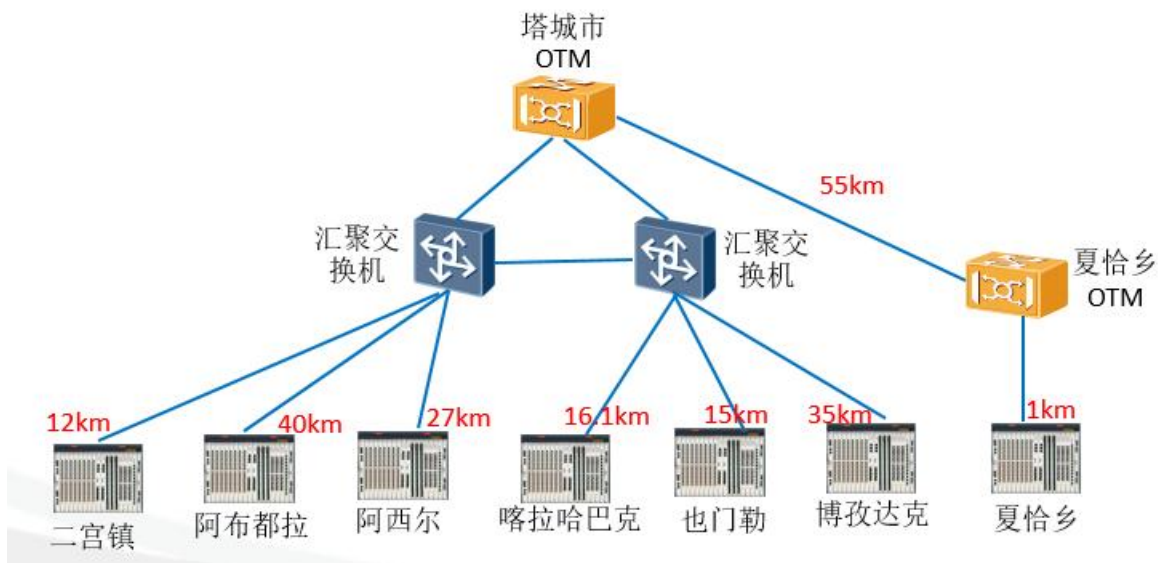 塔城市
OTM
55km
汇聚交
换机
汇聚交
换机
夏恰乡
OTM
12km
40km
27km
16.1km
15km
35km
1km
二宫镇
阿布都拉
阿西尔
喀拉哈巴克
也门勒
博孜达克
夏恰乡